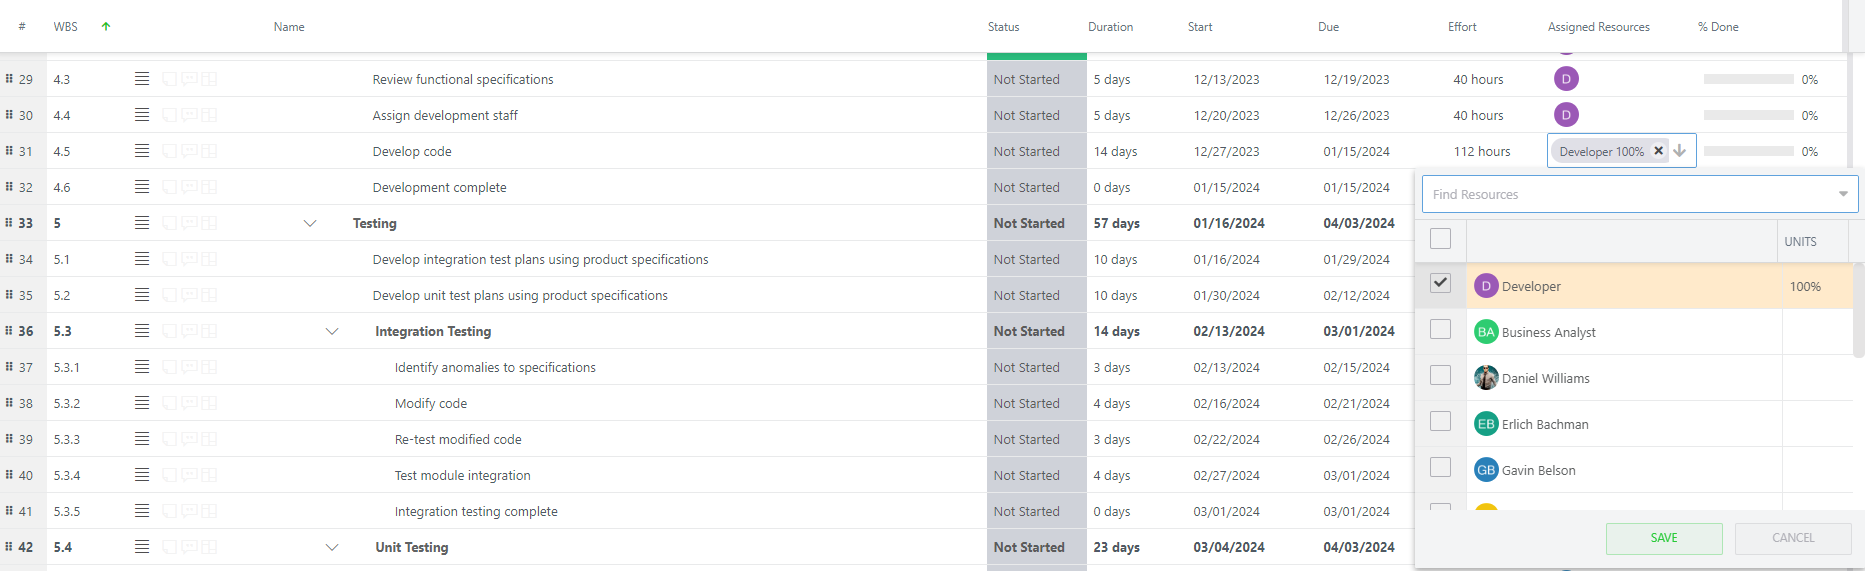 # WBS Name Status Duration Start Due Effort Assigned Resources % Done
29 4.3 Review functional specifications Not Started 5 days 12/13/2023 12/19/2023 40 hours D 0%
30 4.4 Assign development staff Not Started 5 days 12/20/2023 12/26/2023 40 hours D 0%
31 4.5 Develop code Not Started 14 days 12/27/2023 01/15/2024 112 hours Developer 100% 0%
32 4.6 Development complete Not Started 0 days 01/15/2024 01/15/2024
Find Resources
33 5 Testing Not Started 57 days 01/16/2024 04/03/2024
UNITS
34 5.1 Develop integration test plans using product specifications Not Started 10 days 01/16/2024 01/29/2024
D Developer 100%
35 5.2 Develop unit test plans using product specifications Not Started 10 days 01/30/2024 02/12/2024
36 5.3 Integration Testing Not Started 14 days 02/13/2024 03/01/2024
BA Business Analyst
37 5.3.1 Identify anomalies to specifications Not Started 3 days 02/13/2024 02/15/2024
Daniel Williams
38 5.3.2 Modify code Not Started 4 days 02/16/2024 02/21/2024
EB Erlich Bachman
39 5.3.3 Re-test modified code Not Started 3 days 02/22/2024 02/26/2024
GB Gavin Belson
40 5.3.4 Test module integration Not Started 4 days 02/27/2024 03/01/2024
41 5.3.5 Integration testing complete Not Started 0 days 03/01/2024 03/01/2024
42 5.4 Unit Testing Not Started 23 days 03/04/2024 04/03/2024
SAVE CANCEL